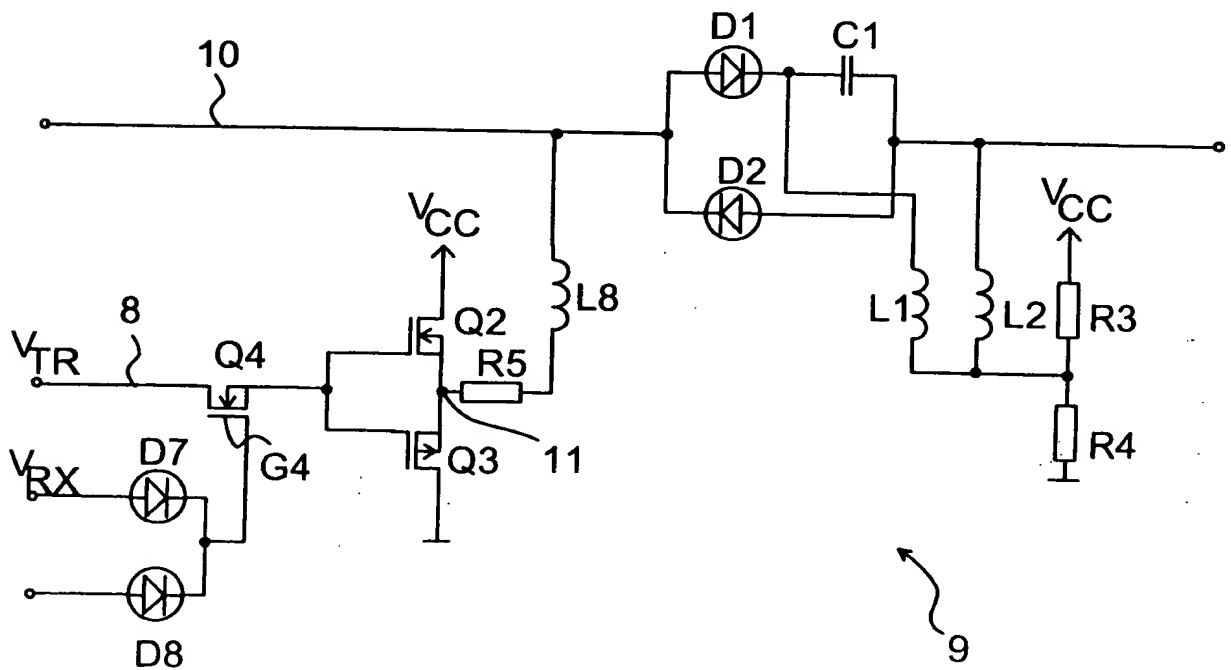 D1
C1
10
D2
VCC
VCC
L8
L1
L2
R3
8
Q2
VTR
Q4
R5
R4
D7
G4
Q3
11
VRX
D8
9